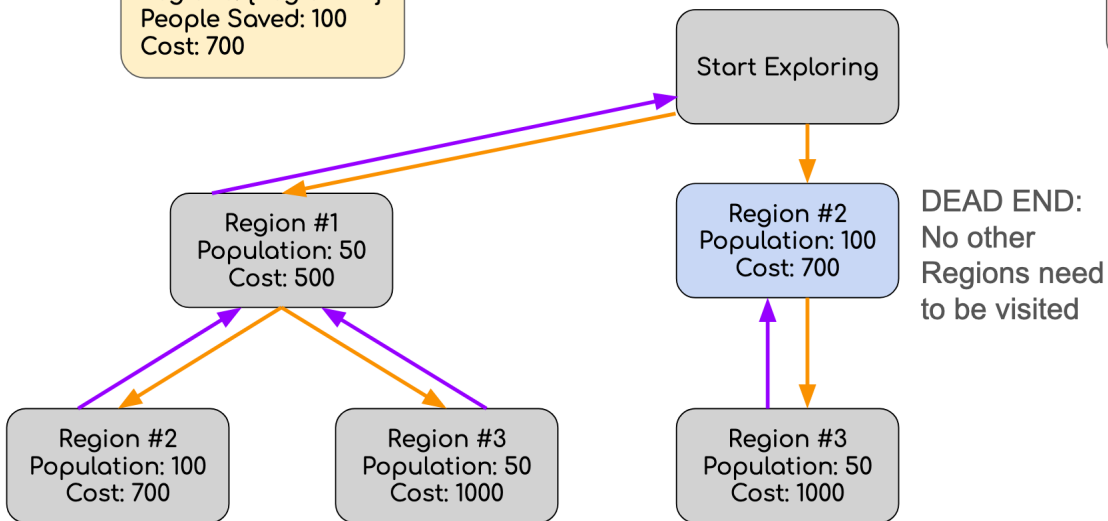 People Saved: 100
Cost: 700
Start Exploring
Region #1
Population: 50
Cost: 500
Region #2
Population: 100
Cost: 700
DEAD END:
No other
Regions need
to be visited
Region #2
Population: 100
Cost: 700
Region #3
Population: 50
Cost: 1000
Region #3
Population: 50
Cost: 1000